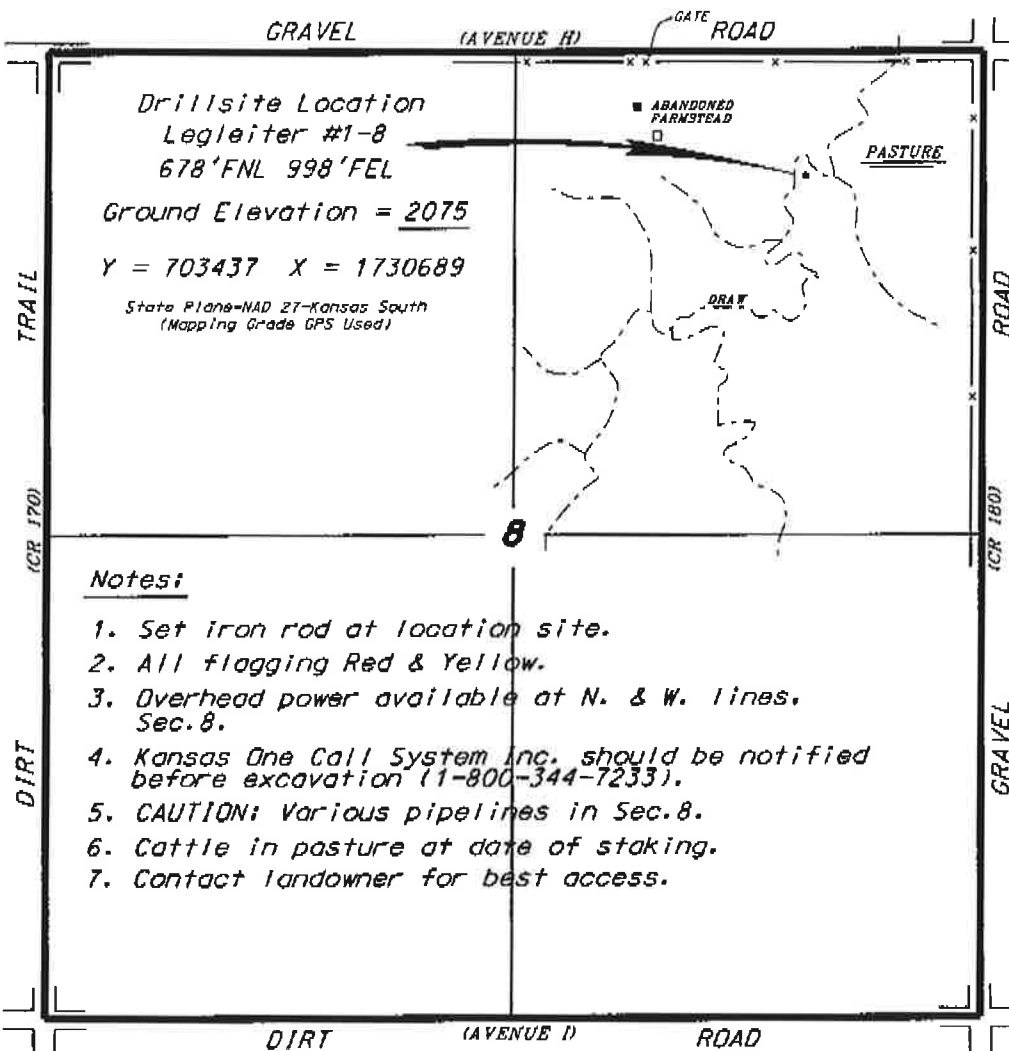 GRAVEL (AVENUE H) ROAD
GATE
Drillsite Location
Legleiter #1-8
678'FNL 998'FEL
Ground Elevation = 2075
Y = 703437 X = 1730689
State Plane-NAD 27-Kansas South
(Mapping Grade GPS Used)
ABANDONED
FARMSTEAD
PASTURE
DRAW
TRAIL
(CR 170)
DIRT
ROAD
(CR 180)
GRAVEL
8
Notes:
1. Set iron rod at location site.
2. All flagging Red & Yellow.
3. Overhead power available at N. & W. lines.
Sec.8.
4. Kansas One Call System Inc. should be notified
before excavation (1-800-344-7233).
5. CAUTION: Various pipelines in Sec.8.
6. Cattle in pasture at date of staking.
7. Contact landowner for best access.
DIRT (AVENUE I) ROAD